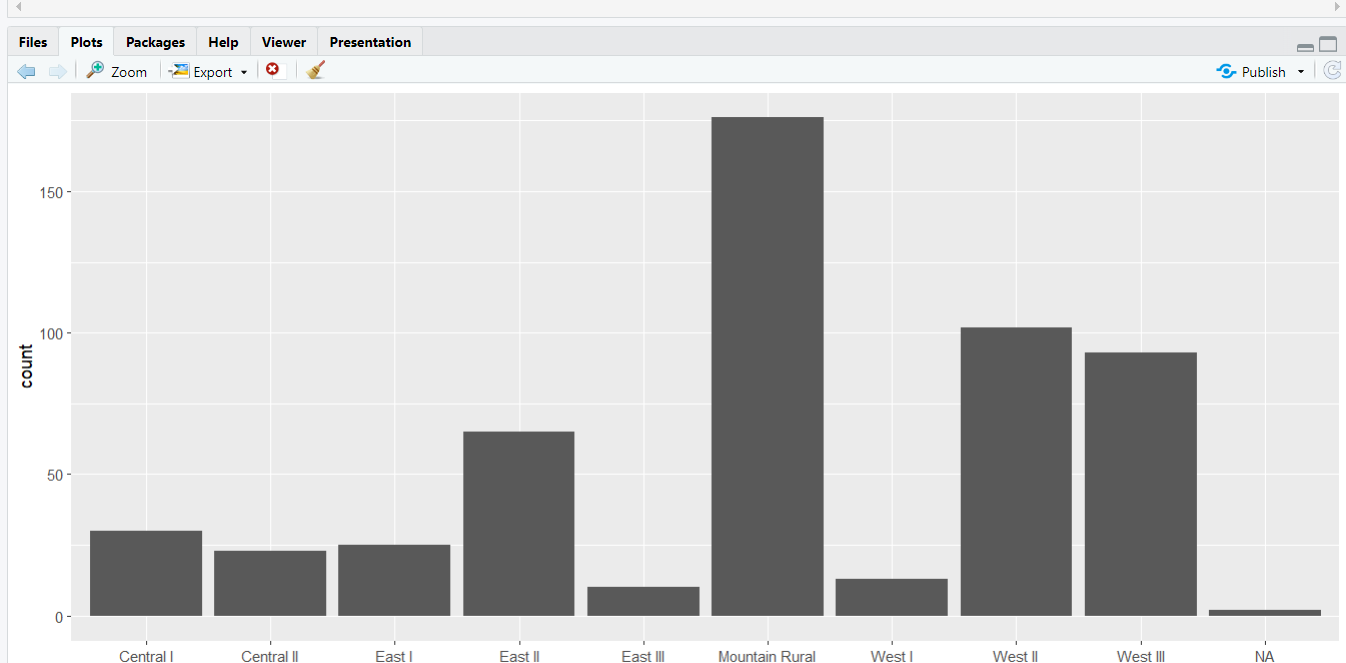 Files Plots Packages Help Viewer Presentation
Zoom Export Publish
150
100
50
0
count
Central I Central II East I East II East III Mountain Rural West I West II West III NA